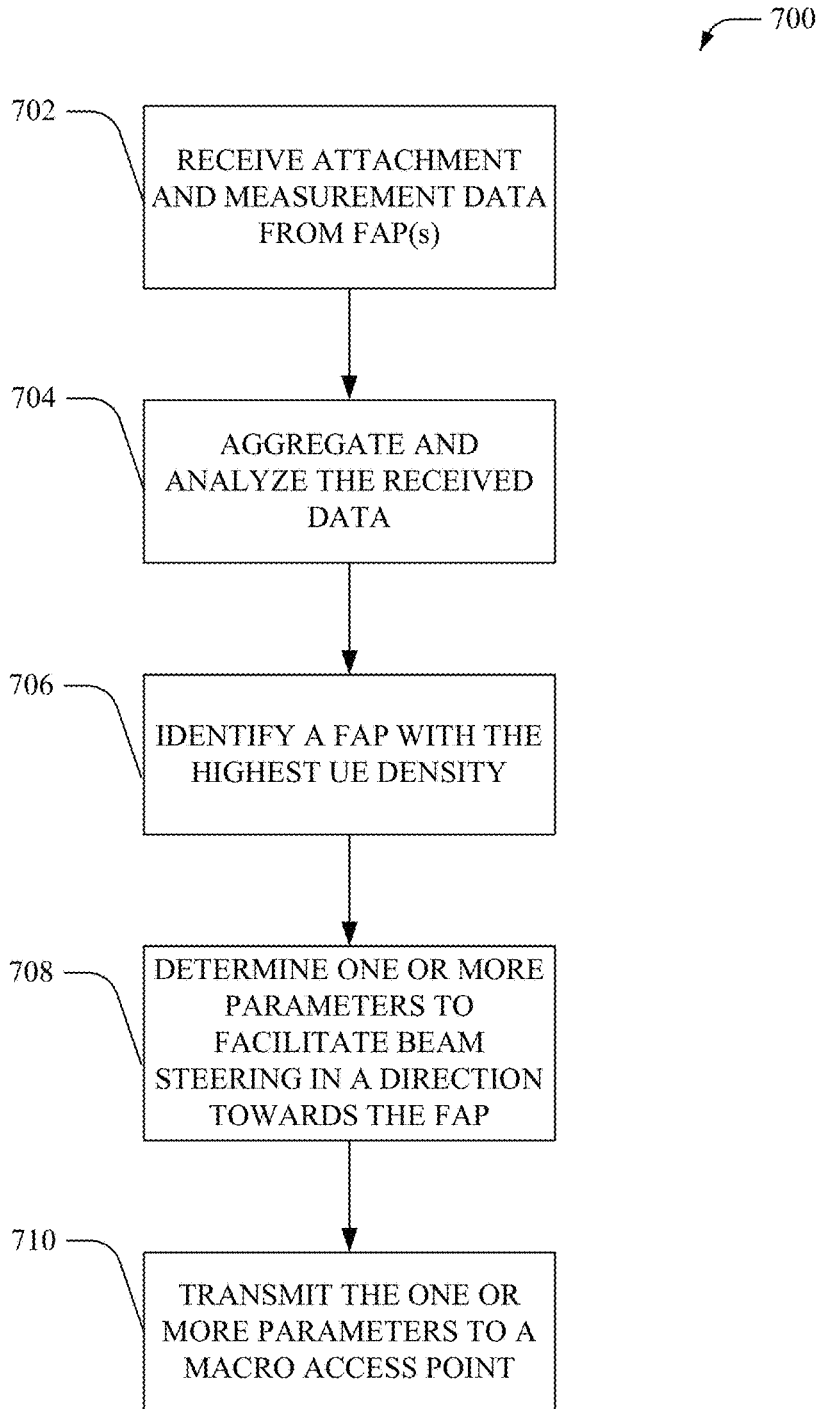 700
702
RECEIVE ATTACHMENT
AND MEASUREMENT DATA
FROM FAP(s)
704
AGGREGATE AND
ANALYZE THE RECEIVED
DATA
706
IDENTIFY A FAP WITH THE
HIGHEST UE DENSITY
708
DETERMINE ONE OR MORE
PARAMETERS TO
FACILITATE BEAM
STEERING IN A DIRECTION
TOWARDS THE FAP
710
TRANSMIT THE ONE OR
MORE PARAMETERS TO A
MACRO ACCESS POINT